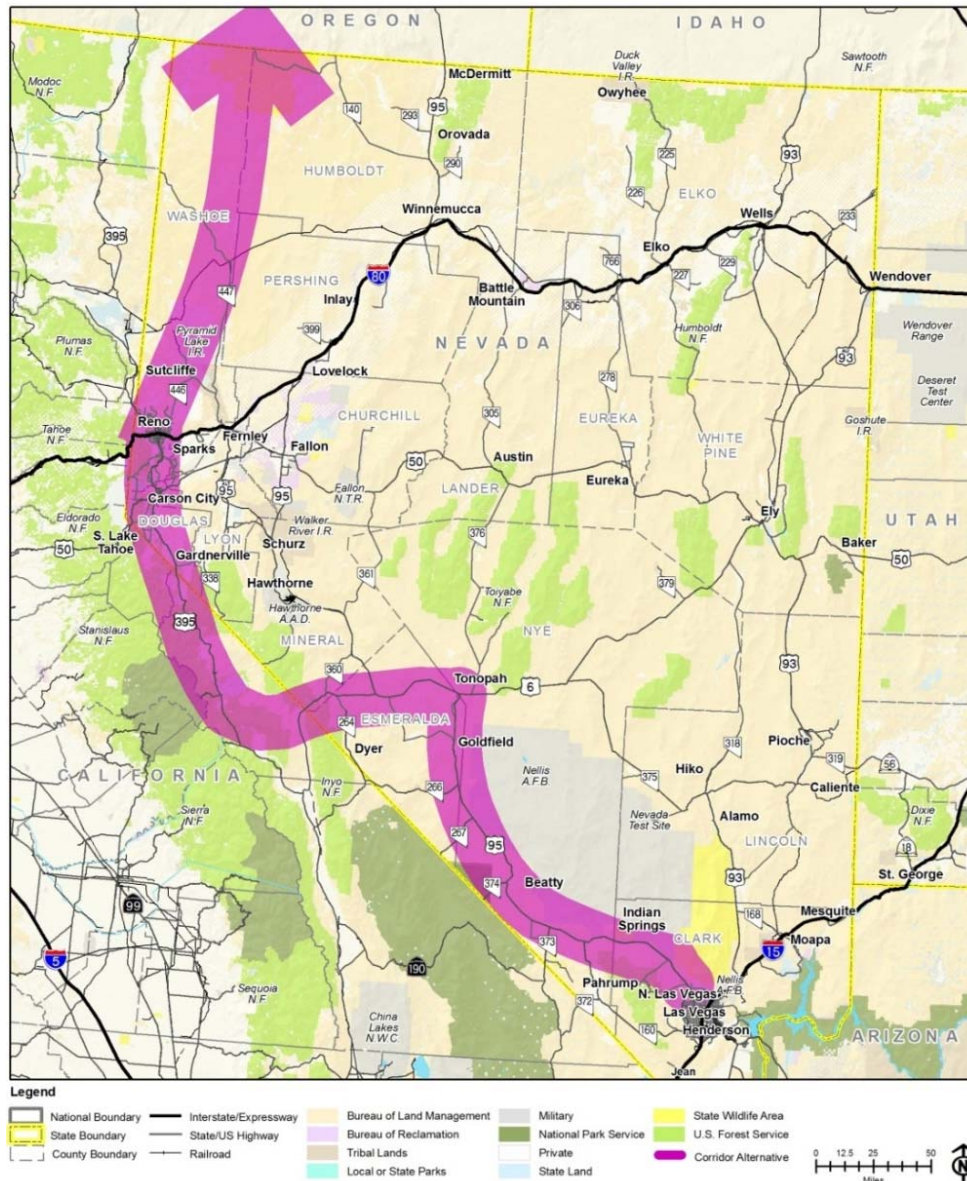 OREGON
IDAHO
Modoc
N.F.
Duck
Valley
I.R.
Owyhee
Sawtooth
N.F.
McDermitt
95
140
293
Orovada
290
225
226
93
HUMBOLDT
ELKO
WASHOE
395
Winnemucca
Wells
233
Elko
766
229
227
Wendover
PERSHING
80
Inlay
Battle
Mountain
306
447
399
Pyramid
Lake
I.R.
Plumas
N.F.
Sutcliffe
NEVADA
Humboldt
N.F.
93
Wendover
Range
Deseret
Test
Center
Lovelock
278
446
305
CHURCHILL
EUREKA
Goshute
I.R.
Reno
Tahoe
N.F.
Sparks
Fernley
Fallon
WHITE
PINE
50
Austin
Eureka
95
95
Fallon
N.T.R.
LANDER
Carson City
Eldorado
N.F.
DOUGLAS
Walker
River I.R.
Ely
UTAH
50
S. Lake
Tahoe
LYON
Schurz
376
Baker
50
Gardnerville
338
Hawthorne
361
379
Hawthorne
A.A.D.
Toiyabe
N.F.
395
Stanislaus
N.F.
MINERAL
NYE
93
360
Tonopah
6
264
ESMERALDA
Goldfield
Dyer
318
Pioche
319
56
CALIFORNIA
Inyo
N.F.
266
Nellis
A.F.B.
375
Hiko
Caliente
Dixie
N.F.
Sierra
N.F.
Nevada
Test Site
Alamo
267
95
LINCOLN
18
374
Beatty
93
St. George
99
Indian
Springs
168
Mesquite
373
CLARK
15
Moapa
5
190
Pahrump
Nellis
A.F.B.
Sequoia
N.F.
372
N. Las Vegas
Las Vegas
China
Lakes
N.W.C.
160
Henderson
ARIZONA
Jean
Legend
National Boundary
Interstate/Expressway
Bureau of Land Management
Military
State Wildlife Area
State Boundary
State/US Highway
Bureau of Reclamation
National Park Service
U.S. Forest Service
County Boundary
Railroad
Tribal Lands
Private
Corridor Alternative
Local or State Parks
State Land
0 12.5 25 50
Miles
N